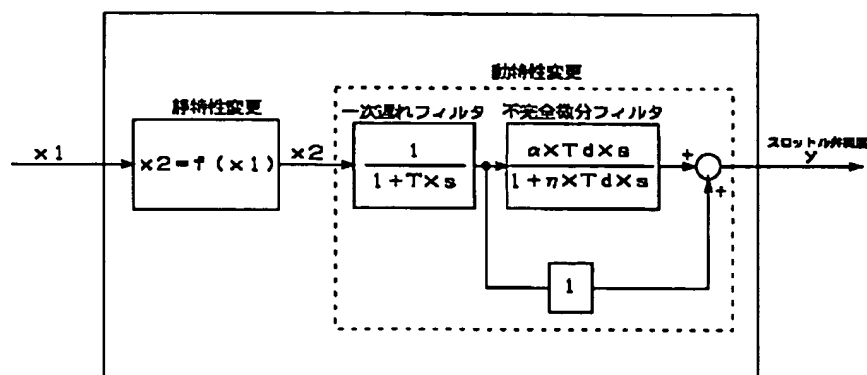 動特性変更
静特性変更
一次遅れフィルタ
不完全微分フィルタ
x1
x2=f(x1)
x2
1
1+T×s
α×Td×s
1+η×Td×s
+
+
スロットル弁開度
y
1